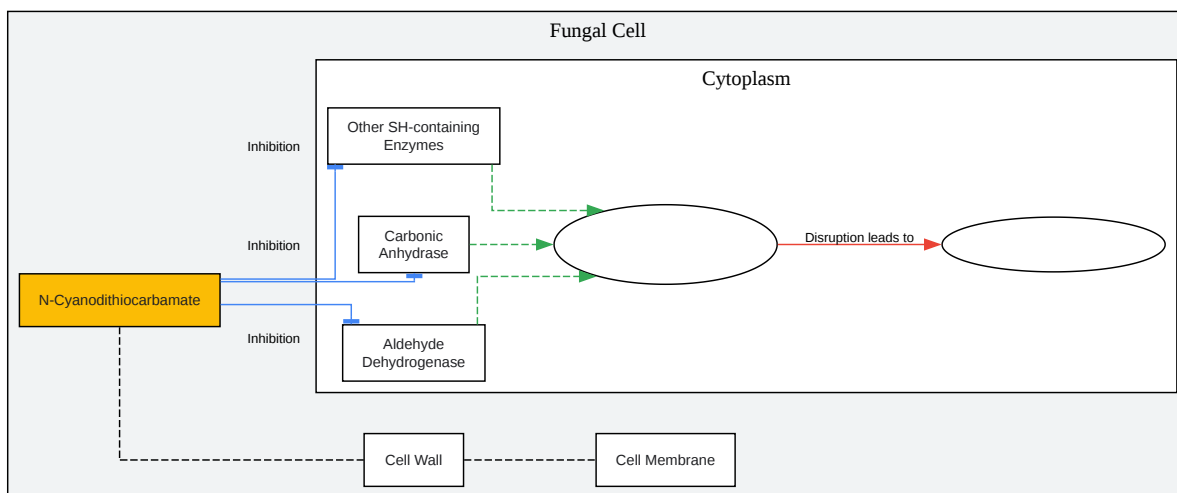 Fungal Cell
Cytoplasm
Other SH-containing
Enzymes
Inhibition
Carbonic
Anhydrase
Inhibition
Disruption leads to
N-Cyanodithiocarbamate
Inhibition
Aldehyde
Dehydrogenase
Cell Wall
Cell Membrane